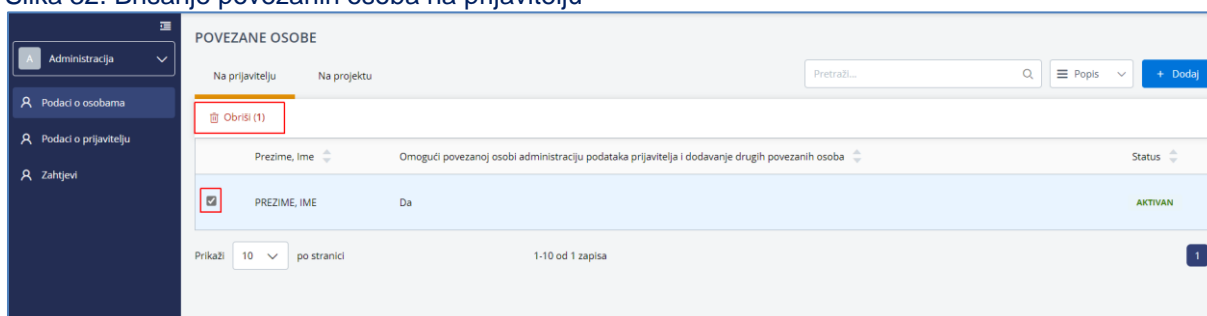 Slika 32. Brisanje povezanih osoba na prijavitelju
A Administracija
Podaci o osobama
Podaci o prijavitelju
Zahtjevi
POVEZANE OSOBE
Na prijavitelju Na projektu Pretraži... Popis + Dodaj
Obriši (1)
Prezime, Ime Omogući povezanoj osobi administraciju podataka prijavitelja i dodavanje drugih povezanih osoba Status
PREZIME, IME Da AKTIVAN
Prikaži 10 po stranici 1-10 od 1 zapisa 1